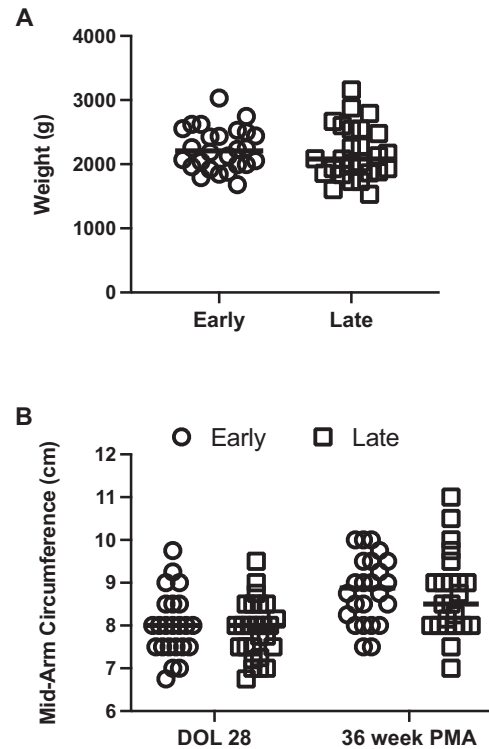 A
4000
3000
2000
1000
0
Weight (g)
Early Late
B
Early Late
12
11
10
9
8
7
6
Mid-Arm Circumference (cm)
DOL 28 36 week PMA